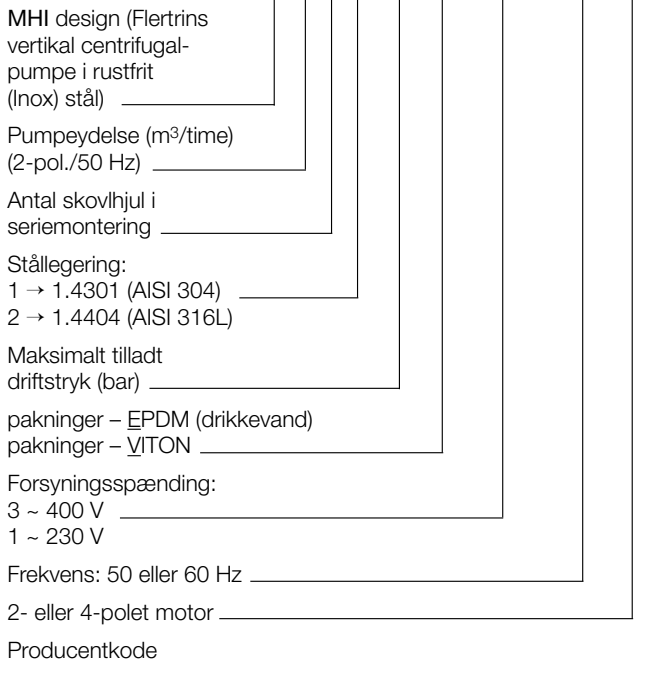 MHI design (Flertrins
vertikal centrifugal-
pumpe i rustfrit
(Inox) stål)
Pumpeydelse (m³/time)
(2-pol./50 Hz)
Antal skovlhjul i
seriemontering
Stållegering:
1 → 1.4301 (AISI 304)
2 → 1.4404 (AISI 316L)
Maksimalt tilladt
driftstryk (bar)
pakninger – EPDM (drikkevand)
pakninger – VITON
Forsyningsspænding:
3 ~ 400 V
1 ~ 230 V
Frekvens: 50 eller 60 Hz
2- eller 4-polet motor
Producentkode